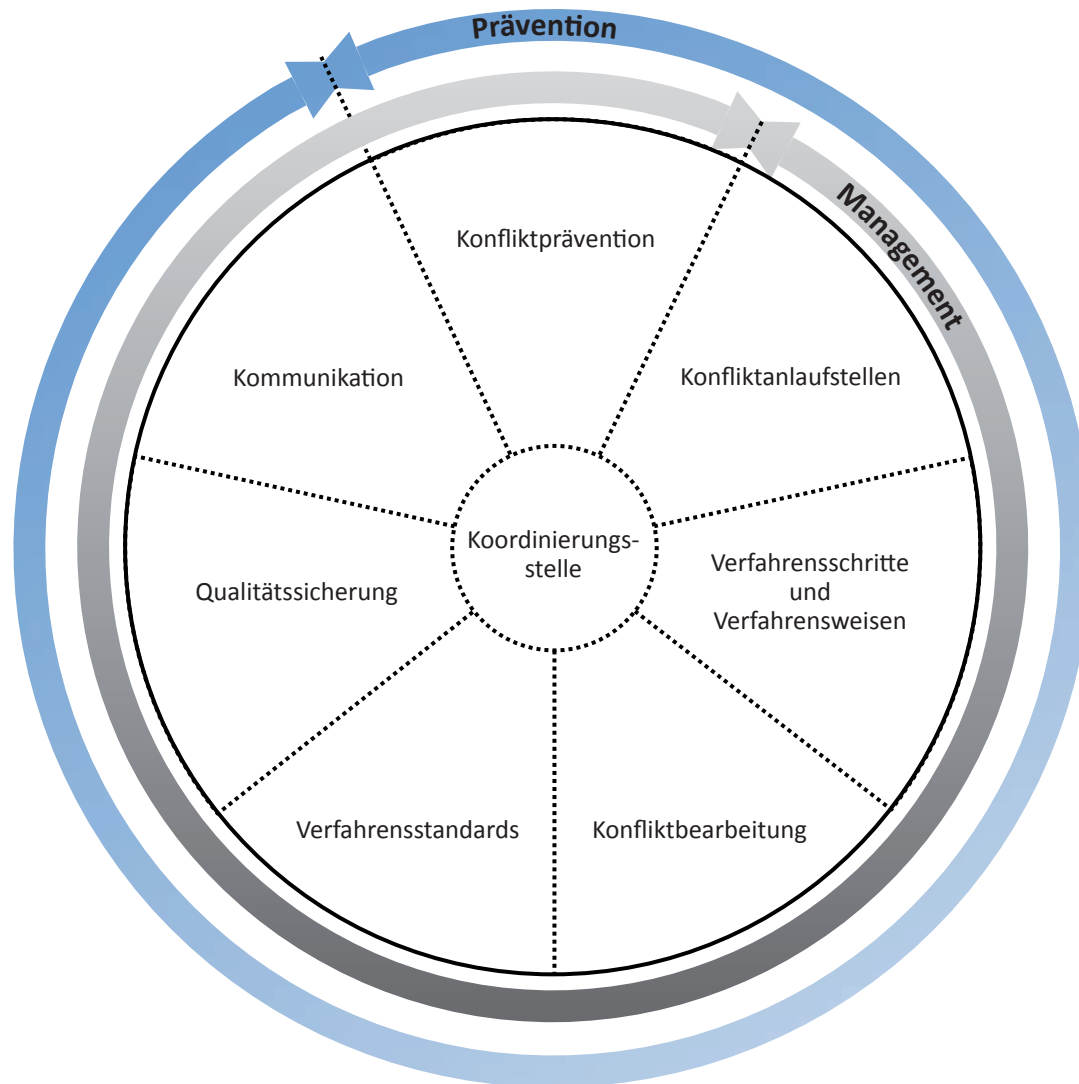 Prävention
Management
Konfliktprävention
Kommunikation
Konfliktanlaufstellen
Koordinierungs-
stelle
Qualitätssicherung
Verfahrensschritte
und
Verfahrensweisen
Verfahrensstandards
Konfliktbearbeitung